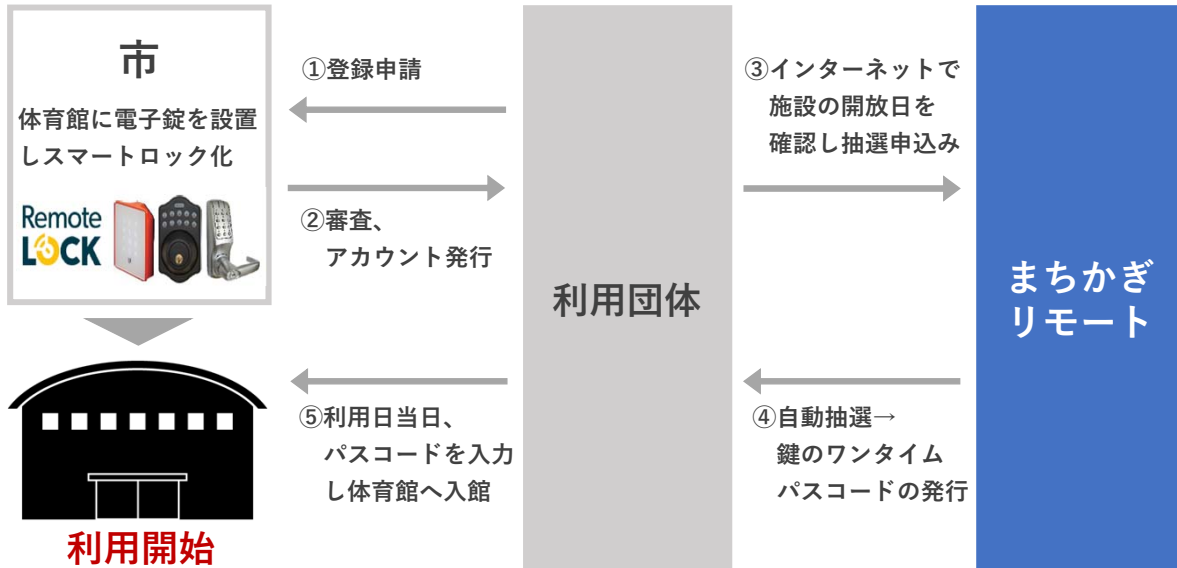 市
体育館に電子錠を設置
しスマートロック化
Remote
LOCK
①登録申請
②審査、
アカウント発行
利用団体
③インターネットで
施設の開放日を
確認し抽選申込み
まちかぎ
リモート
④自動抽選→
鍵のワンタイム
パスコードの発行
⑤利用日当日、
パスコードを入力
し体育館へ入館
利用開始